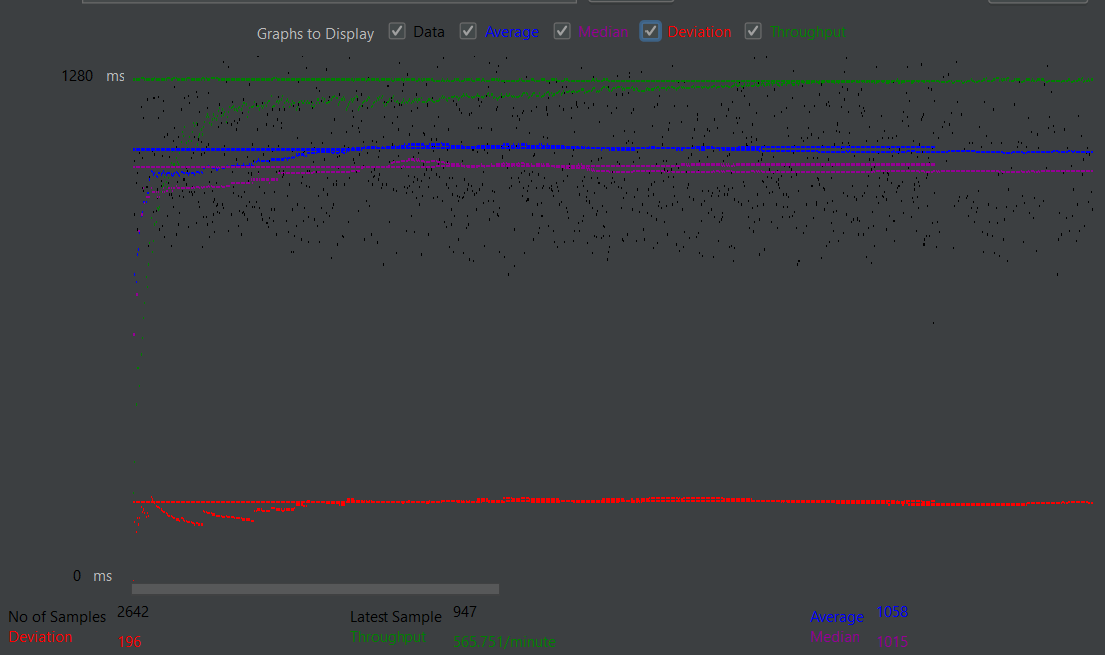 Graphs to Display Data Average Median Deviation Throughput
1280 ms
0 ms
No of Samples 2642 Latest Sample 947 Average 1058
Deviation 196 Throughput 565.751/minute Median 1015